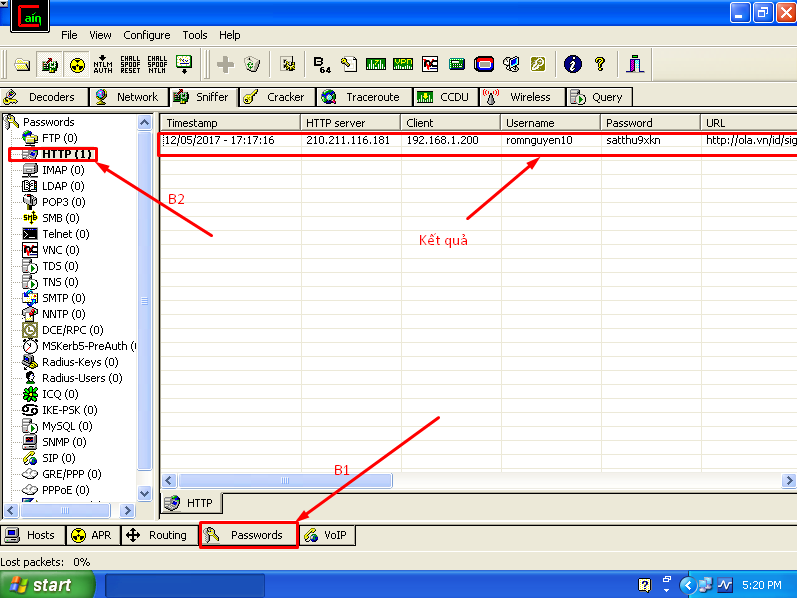 Caín
File View Configure Tools Help
NTLM AUTH CHALL SPOOF RESET CHALL SPOOF NTLM B64
Decoders Network Sniffer Cracker Traceroute CCDU Wireless Query
Passwords
FTP (0)
HTTP (1)
IMAP (0)
LDAP (0)
POP3 (0)
SMB (0)
Telnet (0)
VNC (0)
TDS (0)
TNS (0)
SMTP (0)
NNTP (0)
DCE/RPC (0)
MSKerb5-PreAuth (
Radius-Keys (0)
Radius-Users (0)
ICQ (0)
IKE-PSK (0)
MySQL (0)
SNMP (0)
SIP (0)
GRE/PPP (0)
PPPoE (0)
Timestamp HTTP server Client Username Password URL
12/05/2017 - 17:17:16 210.211.116.181 192.168.1.200 romnguyen10 satthu9xkn http://ola.vn/id/sig
B2
Kết quả
B1
HTTP
Hosts APR Routing Passwords VoIP
Lost packets: 0%
start 5:20 PM